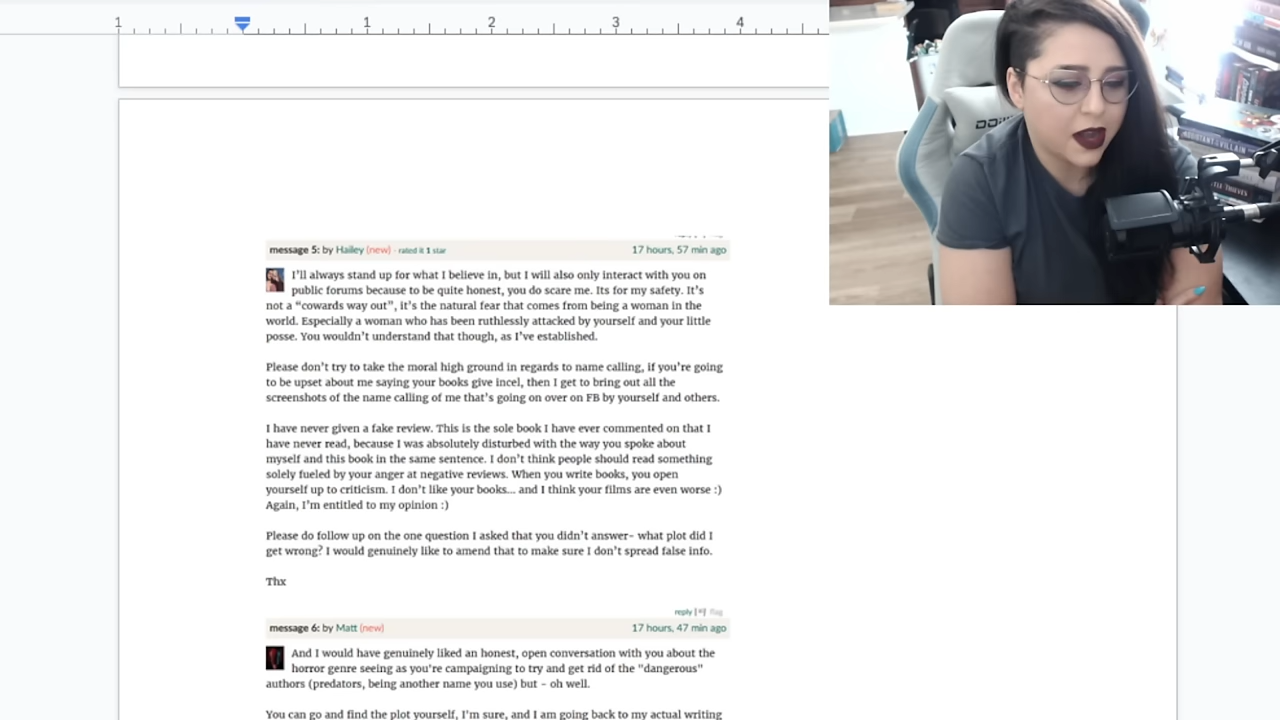 1 1 2 3 4
message 5: by Hailey (new) · rated it 1 star 17 hours, 57 min ago
I'll always stand up for what I believe in, but I will also only interact with you on
public forums because to be quite honest, you do scare me. Its for my safety. It's
not a “cowards way out”, it's the natural fear that comes from being a woman in the
world. Especially a woman who has been ruthlessly attacked by yourself and your little
posse. You wouldn't understand that though, as I've established.
Please don't try to take the moral high ground in regards to name calling, if you're going
to be upset about me saying your books give incel, then I get to bring out all the
screenshots of the name calling of me that's going on over on FB by yourself and others.
I have never given a fake review. This is the sole book I have ever commented on that I
have never read, because I was absolutely disturbed with the way you spoke about
myself and this book in the same sentence. I don't think people should read something
solely fueled by your anger at negative reviews. When you write books, you open
yourself up to criticism. I don't like your books... and I think your films are even worse :)
Again, I'm entitled to my opinion :)
Please do follow up on the one question I asked that you didn't answer- what plot did I
get wrong? I would genuinely like to amend that to make sure I don't spread false info.
Thx
reply | flag
message 6: by Matt (new) 17 hours, 47 min ago
And I would have genuinely liked an honest, open conversation with you about the
horror genre seeing as you're campaigning to try and get rid of the "dangerous"
authors (predators, being another name you use) but - oh well.
You can go and find the plot yourself, I'm sure, and I am going back to my actual writing
VILLAIN